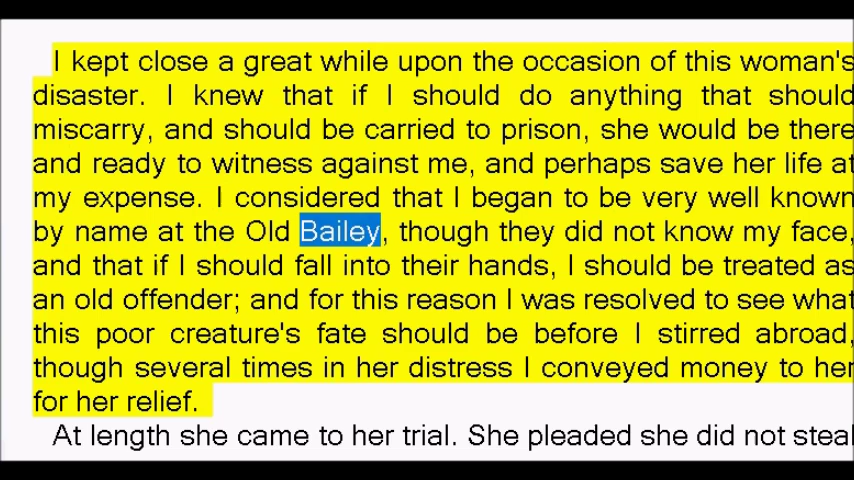 I kept close a great while upon the occasion of this woman's
disaster. I knew that if I should do anything that should
miscarry, and should be carried to prison, she would be there
and ready to witness against me, and perhaps save her life at
my expense. I considered that I began to be very well known
by name at the Old Bailey, though they did not know my face,
and that if I should fall into their hands, I should be treated as
an old offender; and for this reason I was resolved to see what
this poor creature's fate should be before I stirred abroad,
though several times in her distress I conveyed money to her
for her relief.
At length she came to her trial. She pleaded she did not steal